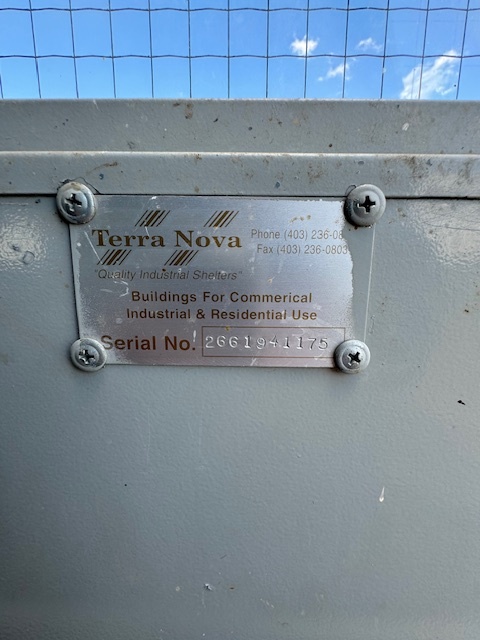 Terra Nova
"Quality Industrial Shelters"
Phone (403) 236-08
Fax (403) 236-0803
Buildings For Commerical
Industrial & Residential Use
Serial No. 2661941175